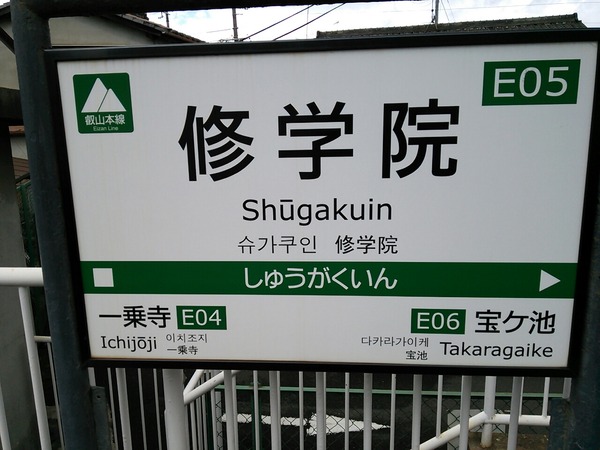 叡山本線
Eizan Line
E05
修学院
Shūgakuin
슈가쿠인 修学院
しゅうがくいん
一乗寺 E04
Ichijōji 이치조지
一乗寺
E06 宝ケ池
다카라가이케 Takaragaike
宝池